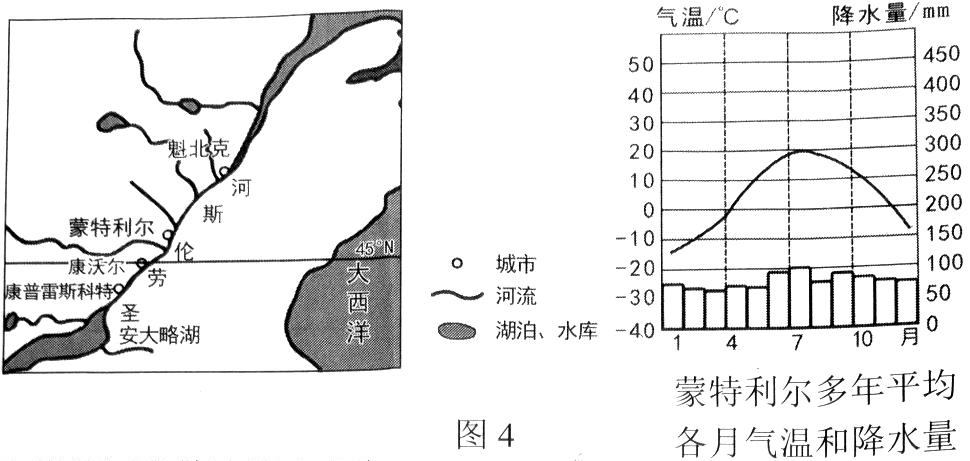 魁北克
河
斯
蒙特利尔
伦
45°N
康沃尔
劳
大西洋
康普雷斯科特
圣
安大略湖
城市
河流
湖泊、水库
气温/°C
降水量/mm
50
40
30
20
10
0
-10
-20
-30
-40
450
400
350
300
250
200
150
100
50
0
1 4 7 10 月
蒙特利尔多年平均
各月气温和降水量
图 4